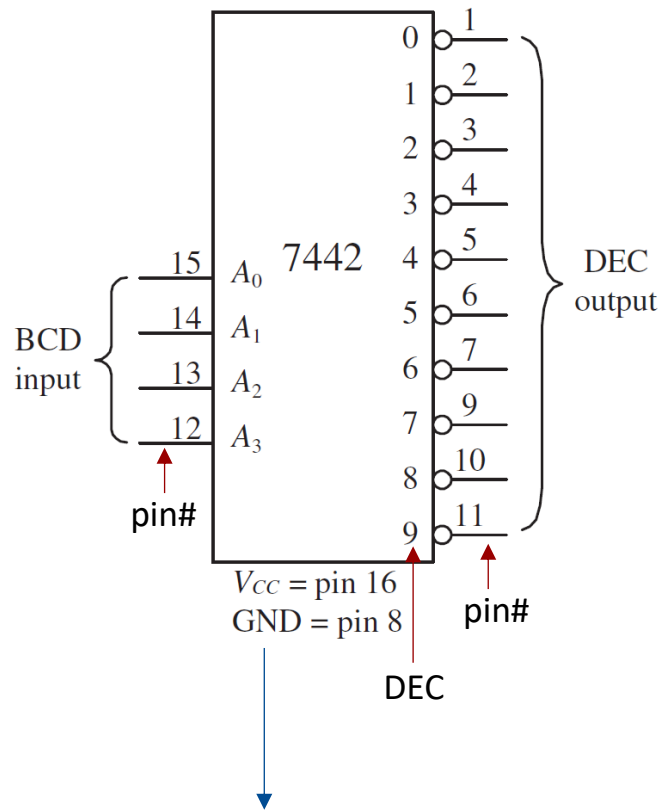 0 1
1 2
2 3
3 4
7442
4 5
DEC
output
5 6
6 7
7 9
8 10
9 11
BCD
input
15 A₀
14 A₁
13 A₂
12 A₃
pin#
V_CC = pin 16
GND = pin 8
pin#
DEC